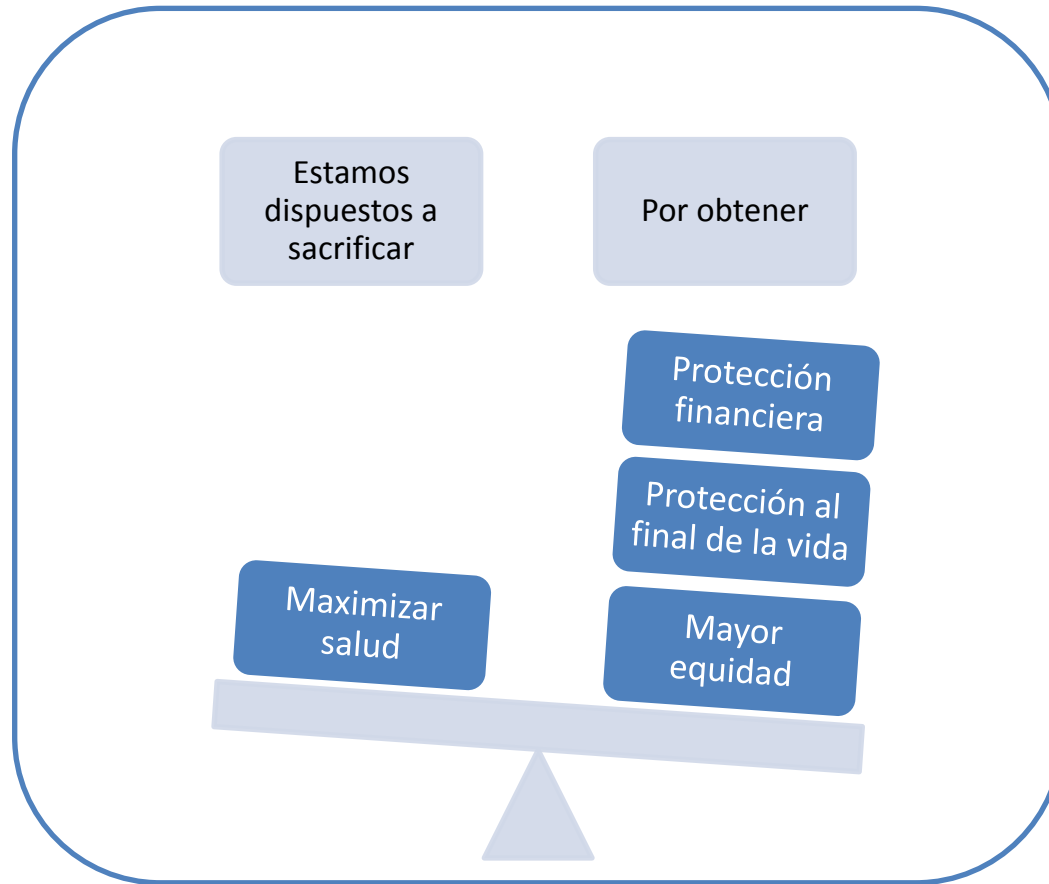 Estamos
dispuestos a
sacrificar
Por obtener
Protección
financiera
Protección al
final de la vida
Maximizar
salud
Mayor
equidad